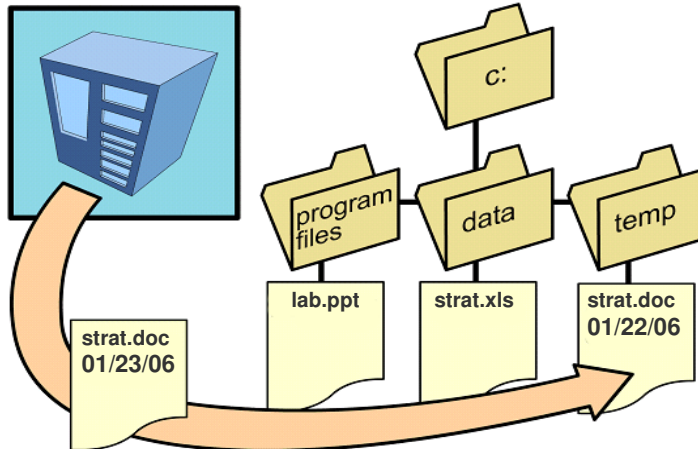 c:
program
files
data
temp
lab.ppt
strat.xls
strat.doc
01/22/06
strat.doc
01/23/06